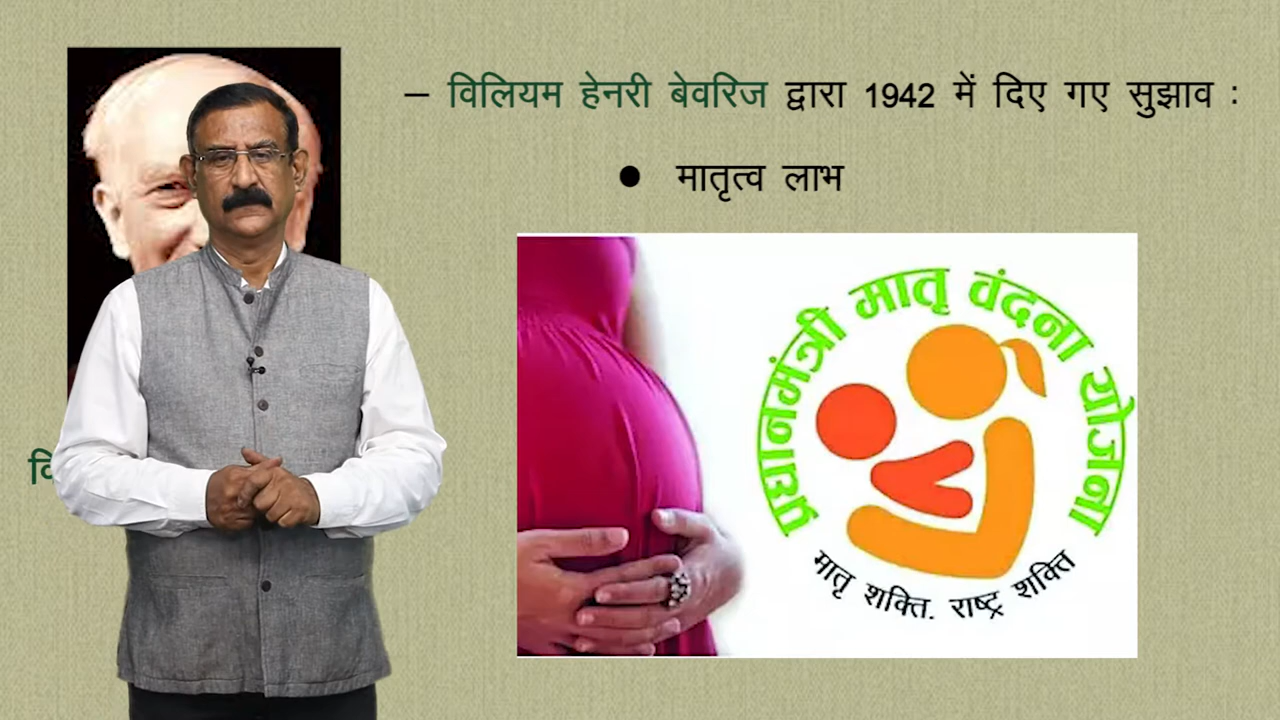 – विलियम हेनरी बेवरिज द्वारा 1942 में दिए गए सुझाव :
● मातृत्व लाभ
प्रधानमंत्री मातृ वंदना योजना
मातृ शक्ति. राष्ट्र शक्ति